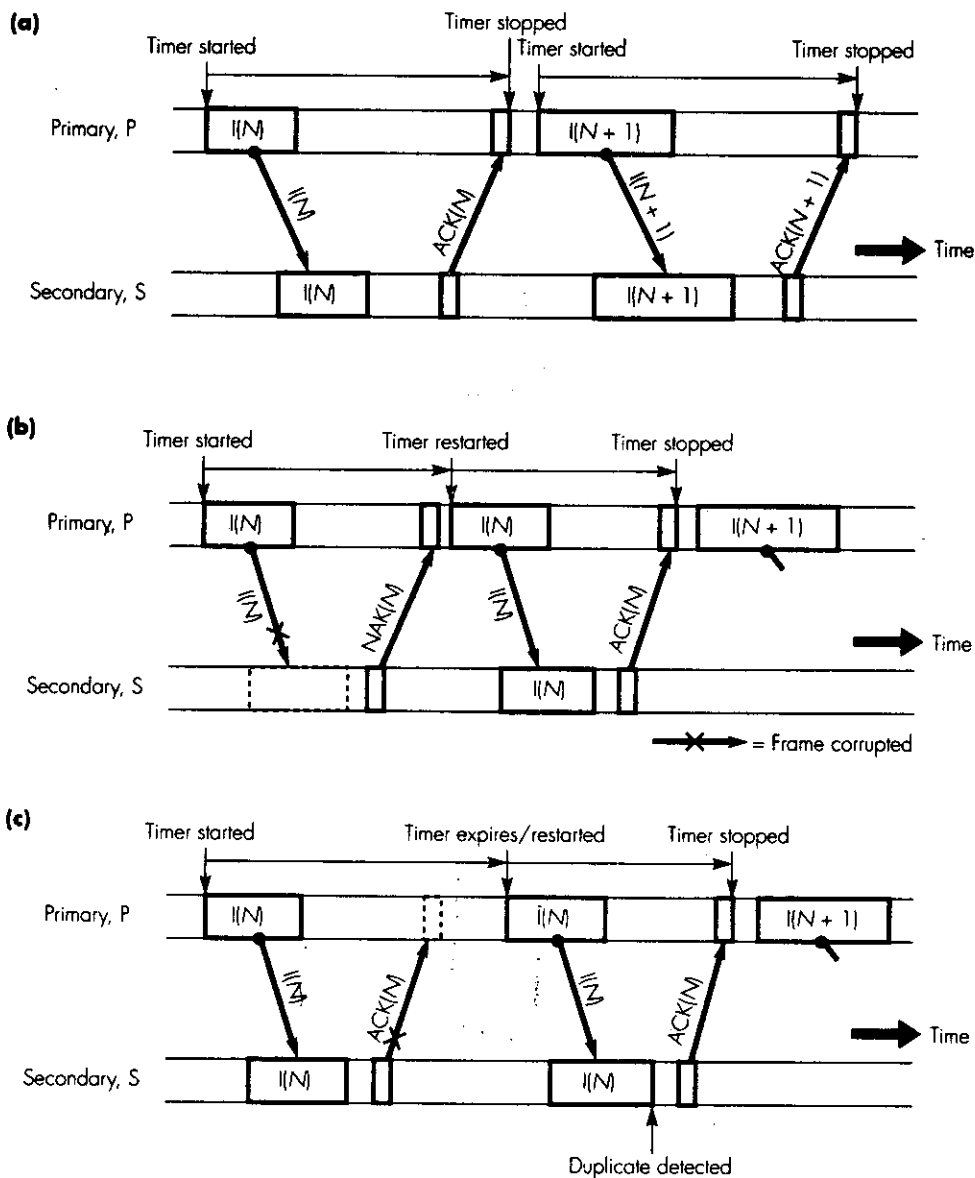 (a)
Timer started
Timer stopped
Timer started
Timer stopped
Primary, P
I(N)
I(N + 1)
I(N)
ACK(N)
I(N + 1)
ACK(N + 1)
Time
Secondary, S
I(N)
I(N + 1)
(b)
Timer started
Timer restarted
Timer stopped
Primary, P
I(N)
I(N)
I(N + 1)
I(N)
NAK(N)
I(N)
ACK(N)
Time
Secondary, S
I(N)
= Frame corrupted
(c)
Timer started
Timer expires/restarted
Timer stopped
Primary, P
I(N)
I(N)
I(N + 1)
I(N)
ACK(N)
I(N)
ACK(N)
Time
Secondary, S
I(N)
I(N)
Duplicate detected